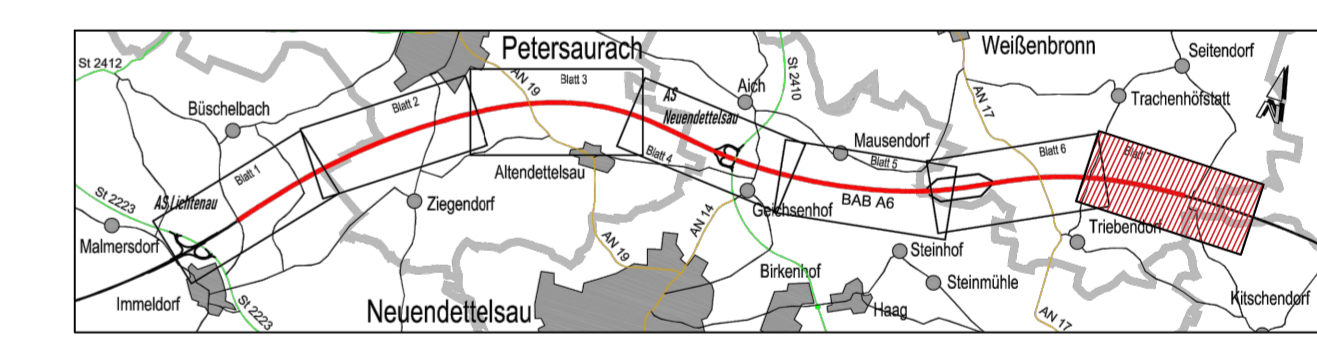 Petersaurach
Weißenbronn
Seitendorf
St 2412
Blatt 3
AN 19
St 2410
Aich
AN 17
Trachenhöfstatt
Büschelbach
Blatt 2
AS
Neuendettelsau
Mausendorf
Blatt 1
Altendettelsau
Blatt 4
Blatt 5
Blatt 6
St 2223
AS Lichtenau
Ziegendorf
BAB A6
Geichsenhof
Malmersdorf
AN 19
AN 14
Triebendorf
Steinhof
Immeldorf
St 2223
Neuendettelsau
Birkenhof
Haag
Steinmühle
AN 17
Kitschendorf